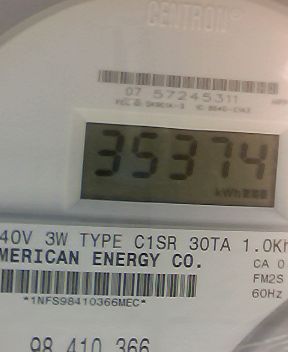 CENTRON®
07 57245311
35374
kWh
40V 3W TYPE C1SR 30TA 1.0Kh
MERICAN ENERGY CO.
CA 0
FM2S
60Hz
*1NFS98410366MEC*
98 410 366